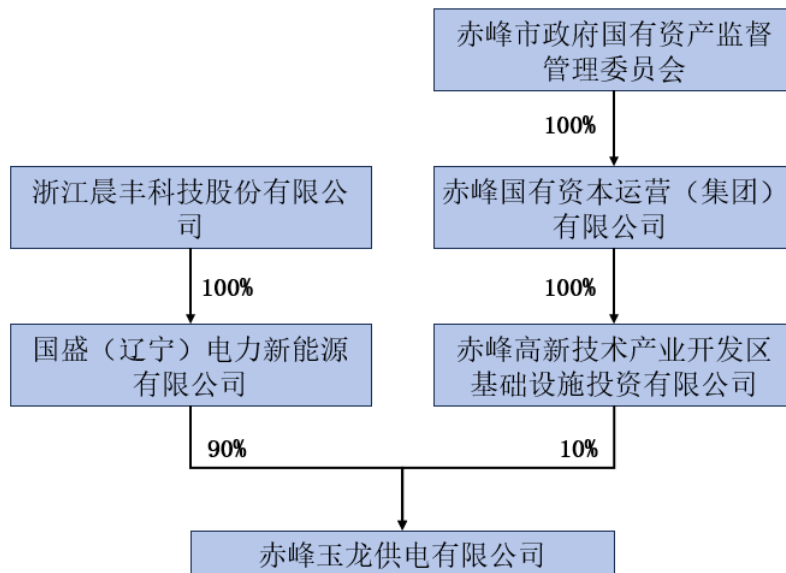 赤峰市政府国有资产监督
管理委员会
100%
浙江晨丰科技股份有限公
司
赤峰国有资本运营（集团）
有限公司
100%
100%
国盛（辽宁）电力新能源
有限公司
赤峰高新技术产业开发区
基础设施投资有限公司
90%
10%
赤峰玉龙供电有限公司